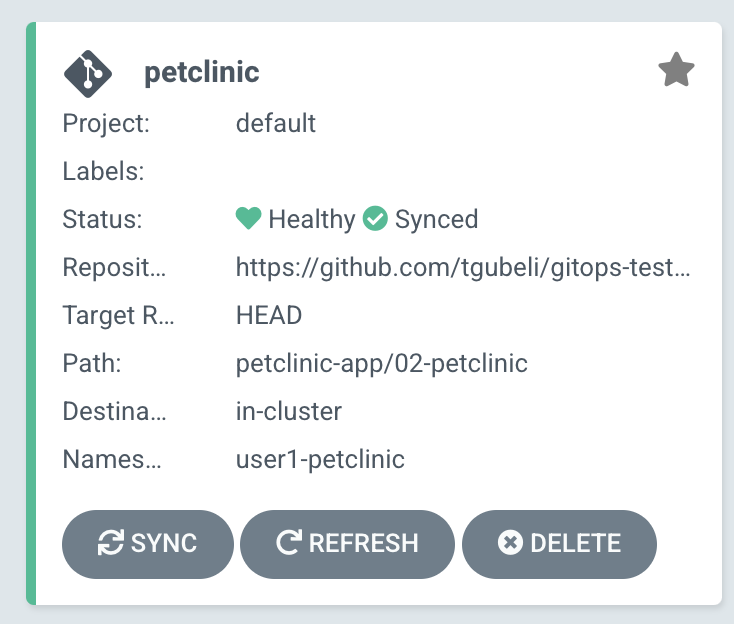 petclinic
Project: default
Labels:
Status: Healthy Synced
Reposit... https://github.com/tgubeli/gitops-test...
Target R... HEAD
Path: petclinic-app/02-petclinic
Destina... in-cluster
Names... user1-petclinic
SYNC REFRESH DELETE